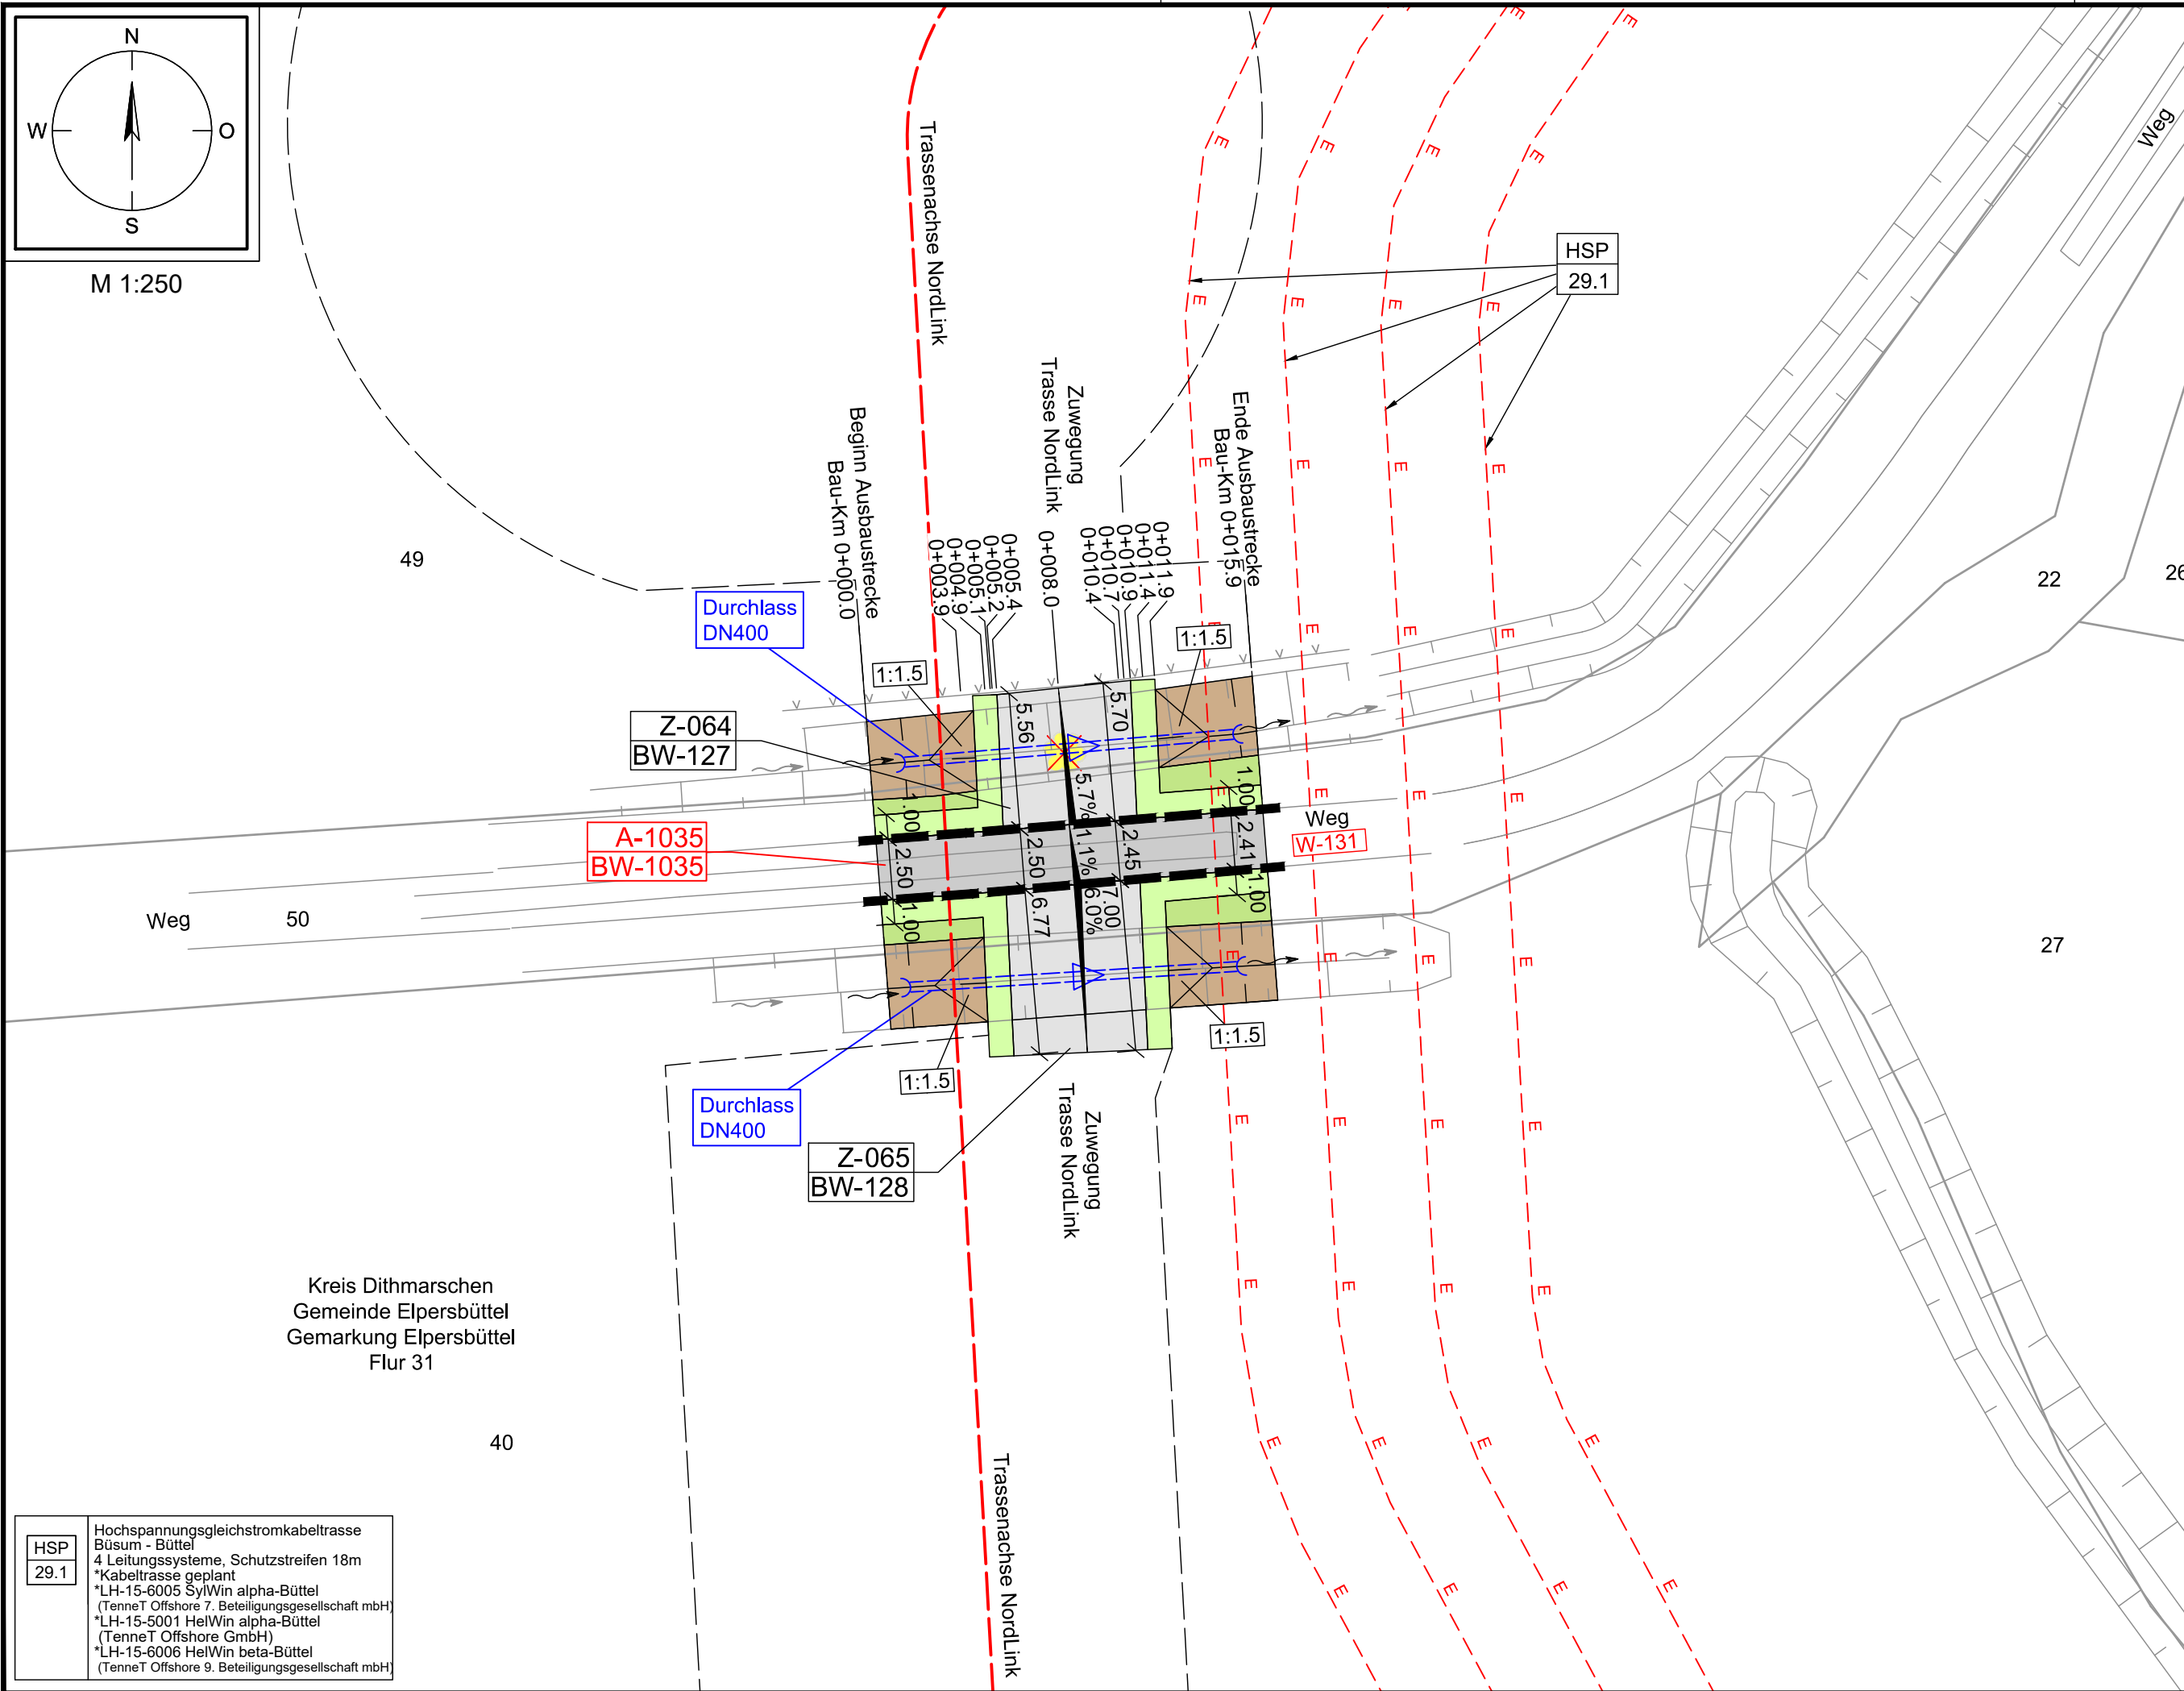 N
W
O
S
M 1:250
Weg
HSP
29.1
Trassenachse NordLink
Beginn Ausbaustrecke
Bau-Km 0+000.0
Zuwegung
Trasse NordLink
Ende Ausbaustrecke
Bau-Km 0+015.9
0+003.9
0+004.9
0+005.1
0+005.2
0+005.4
0+008.0
0+010.4
0+010.7
0+010.9
0+011.4
0+011.9
49
22
Durchlass
DN400
1:1.5
1:1.5
Z-064
BW-127
5.56
5.70
5.7%
1.00
1.00
A-1035
BW-1035
2.50
2.50
1.1%
2.45
2.41
Weg
W-131
Weg
50
1.00
6.77
6.0%
7.00
1.00
27
1:1.5
1:1.5
Durchlass
DN400
Z-065
BW-128
Zuwegung
Trasse NordLink
Kreis Dithmarschen
Gemeinde Elpersbüttel
Gemarkung Elpersbüttel
Flur 31
40
Trassenachse NordLink
HSP
29.1
Hochspannungsgleichstromkabeltrasse
Büsum - Büttel
4 Leitungssysteme, Schutzstreifen 18m
*Kabeltrasse geplant
*LH-15-6005 SylWin alpha-Büttel
(TenneT Offshore 7. Beteiligungsgesellschaft mbH)
*LH-15-5001 HelWin alpha-Büttel
(TenneT Offshore GmbH)
*LH-15-6006 HelWin beta-Büttel
(TenneT Offshore 9. Beteiligungsgesellschaft mbH)